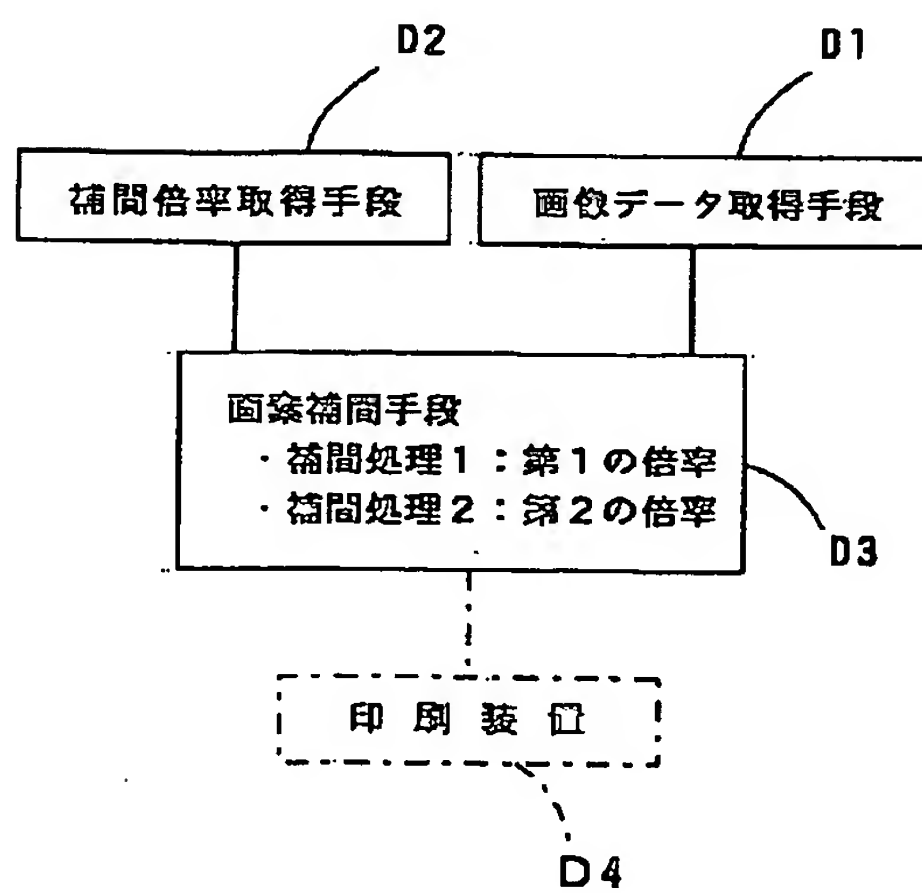 D2
D1
補間倍率取得手段
画像データ取得手段
画素補間手段
・補間処理1：第1の倍率
・補間処理2：第2の倍率
D3
印刷装置
D4